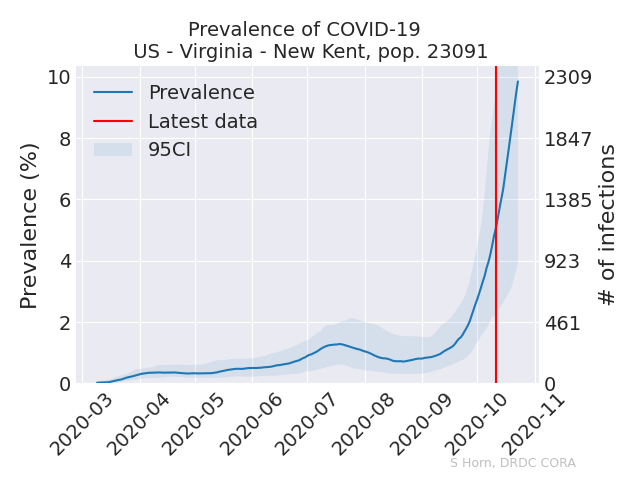 Prevalence of COVID-19
US - Virginia - New Kent, pop. 23091
Prevalence
Latest data
95CI
Prevalence (%)
10
8
6
4
2
0
2309
1847
1385
923
461
0
# of infections
2020-03
2020-04
2020-05
2020-06
2020-07
2020-08
2020-09
2020-10
2020-11
S Horn, DRDC CORA